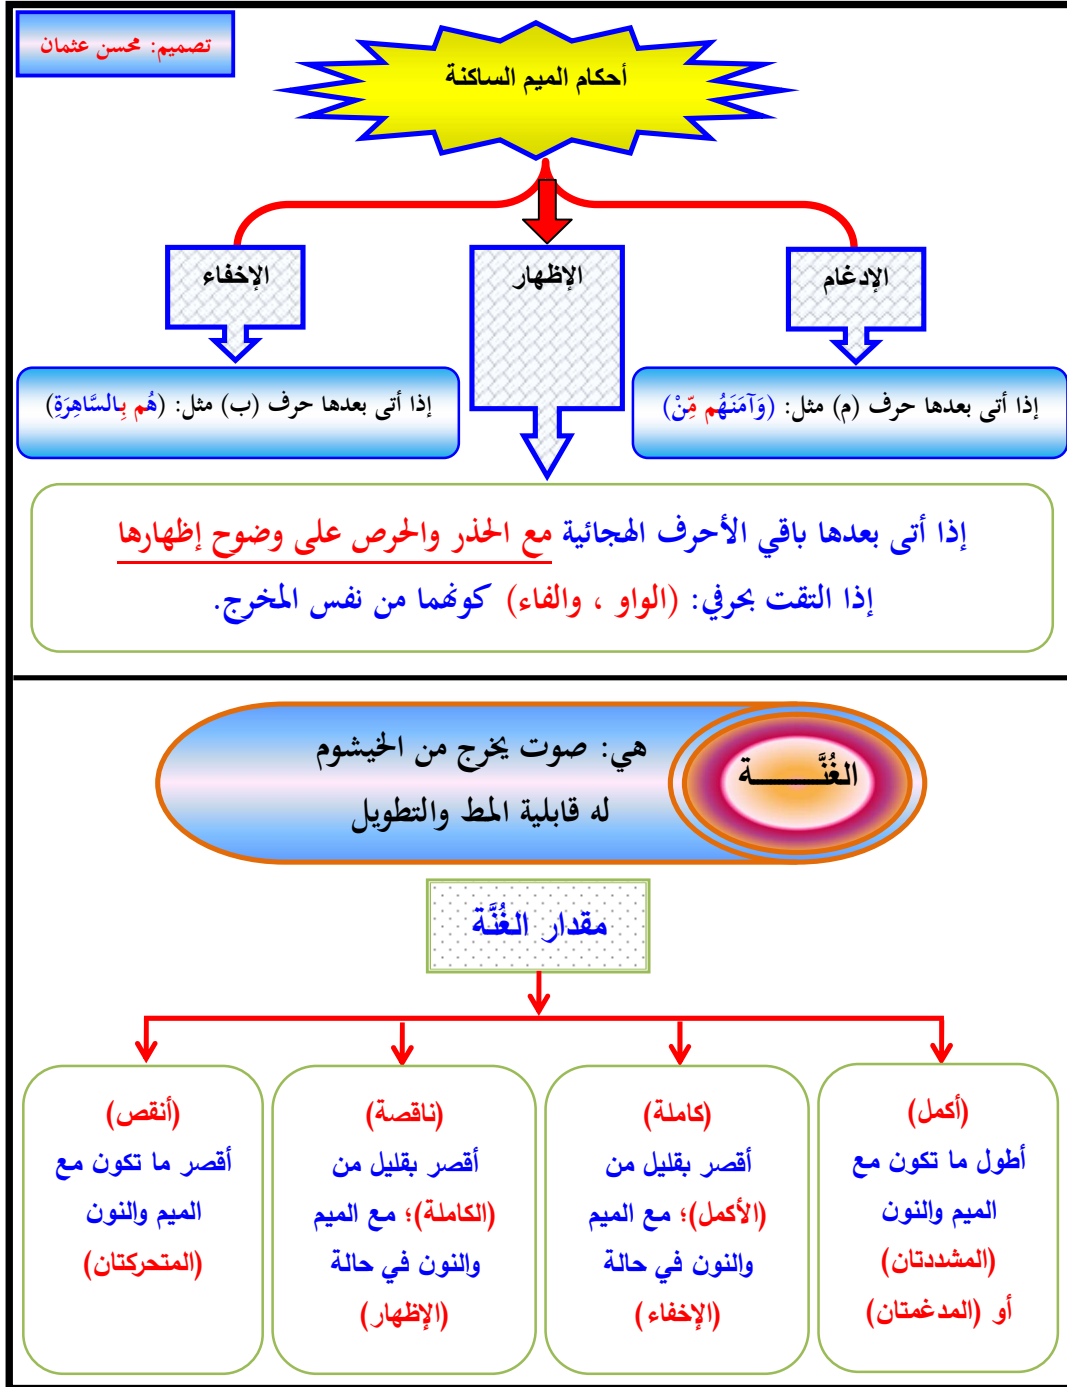 تصميم: محسن عثمان
أحكام الميم الساكنة
الإدغام
الإظهار
الإخفاء
إذا أتى بعدها حرف (م) مثل: (وَآمَنَهُم مِّنْ)
إذا أتى بعدها حرف (ب) مثل: (هُم بِالسَّاهِرَةِ)
إذا أتى بعدها باقي الأحرف الهجائية مع الحذر والحرص على وضوح إظهارها
إذا التقت بحرفي: (الواو ، والفاء) كونهما من نفس المخرج.
الغُنَّـــــــة
هي: صوت يخرج من الخيشوم
له قابلية المط والتطويل
مقدار الغُنَّة
(أكمل)
أطول ما تكون مع
الميم والنون
(المشددتان)
أو (المدغمتان)
(كاملة)
أقصر بقليل من
(الأكمل)؛ مع الميم
والنون في حالة
(الإخفاء)
(ناقصة)
أقصر بقليل من
(الكاملة)؛ مع الميم
والنون في حالة
(الإظهار)
(أنقص)
أقصر ما تكون مع
الميم والنون
(المتحركتان)